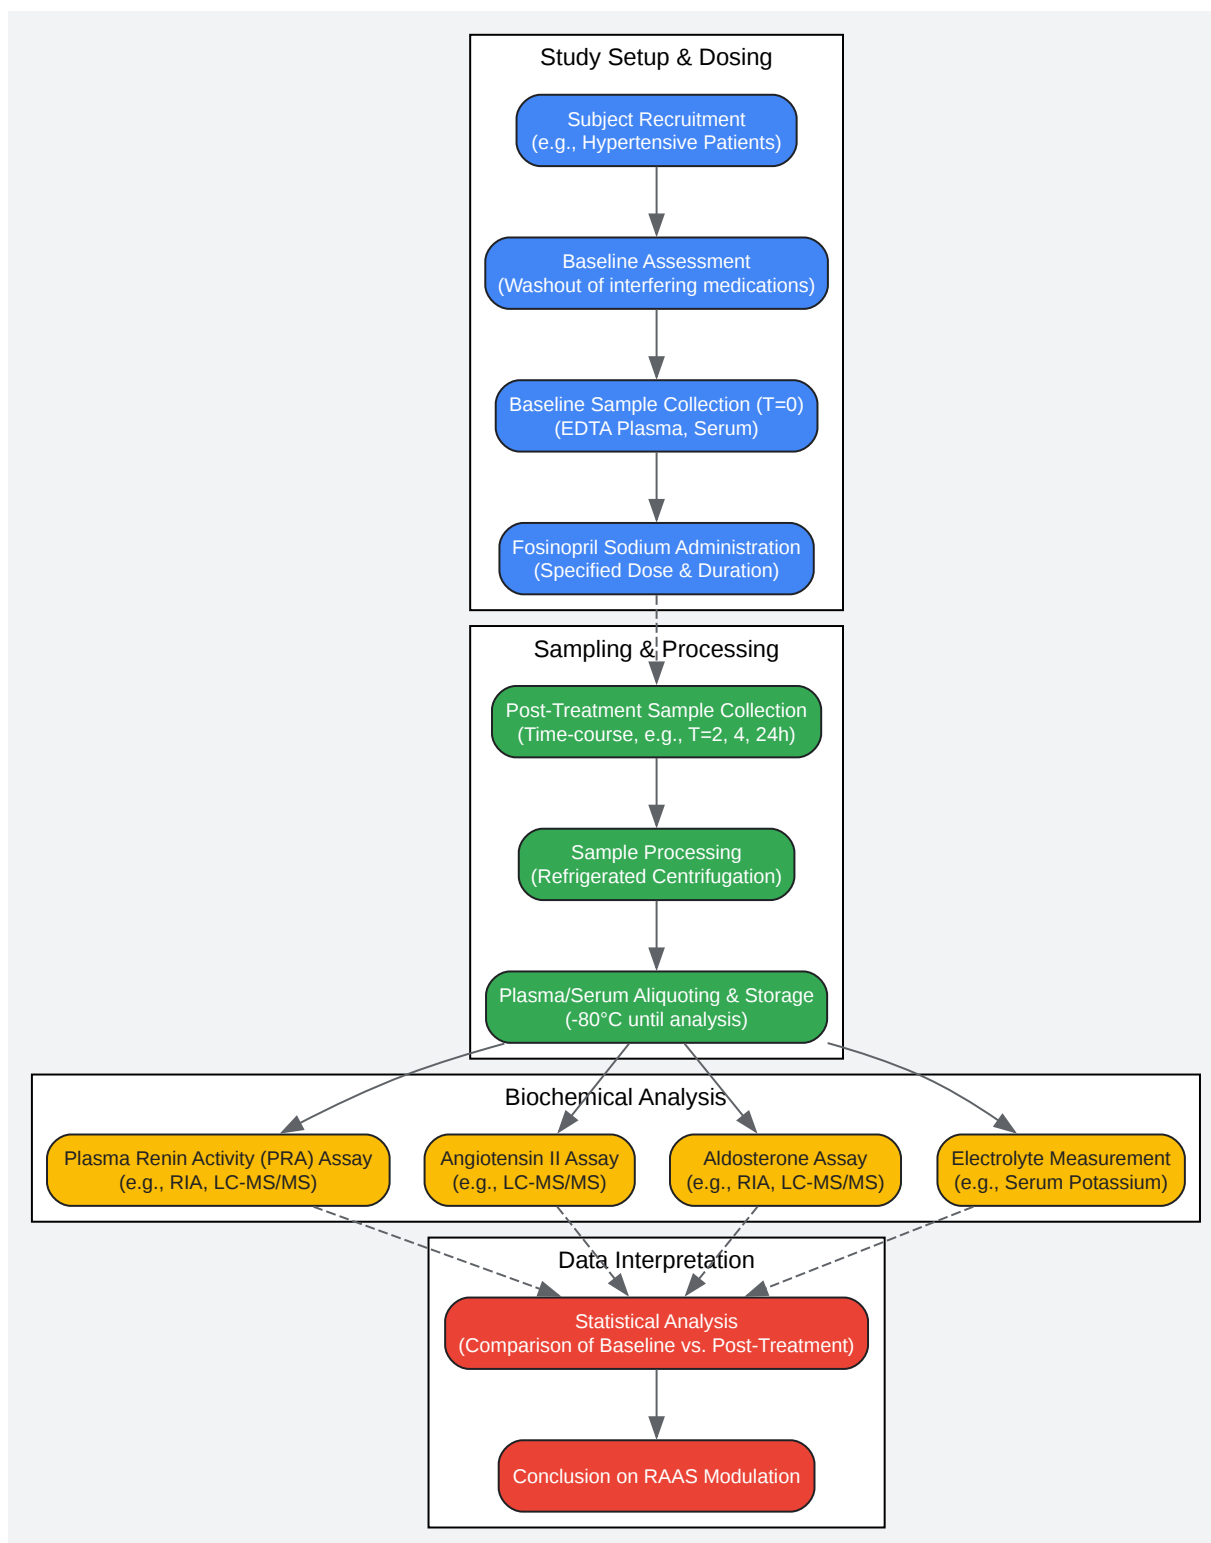 Study Setup & Dosing
Subject Recruitment
(e.g., Hypertensive Patients)
Baseline Assessment
(Washout of interfering medications)
Baseline Sample Collection (T=0)
(EDTA Plasma, Serum)
Fosinopril Sodium Administration
(Specified Dose & Duration)
Sampling & Processing
Post-Treatment Sample Collection
(Time-course, e.g., T=2, 4, 24h)
Sample Processing
(Refrigerated Centrifugation)
Plasma/Serum Aliquoting & Storage
(-80°C until analysis)
Biochemical Analysis
Plasma Renin Activity (PRA) Assay
(e.g., RIA, LC-MS/MS)
Angiotensin II Assay
(e.g., LC-MS/MS)
Aldosterone Assay
(e.g., RIA, LC-MS/MS)
Electrolyte Measurement
(e.g., Serum Potassium)
Data Interpretation
Statistical Analysis
(Comparison of Baseline vs. Post-Treatment)
Conclusion on RAAS Modulation